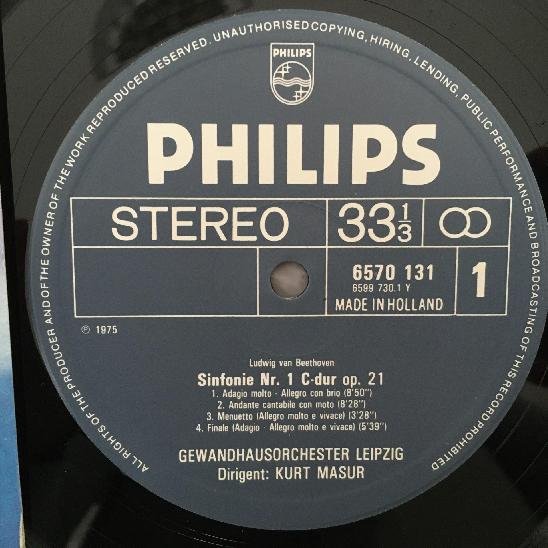 ALL RIGHTS OF THE PRODUCER AND OF THE OWNER OF THE WORK REPRODUCED RESERVED. UNAUTHORISED COPYING, HIRING, LENDING, PUBLIC PERFORMANCE AND BROADCASTING OF THIS RECORD PROHIBITED
PHILIPS
PHILIPS
STEREO 33 1/3
6570 131
6599 730.1 Y
MADE IN HOLLAND
1
℗ 1975
Ludwig van Beethoven
Sinfonie Nr. 1 C-dur op. 21
1. Adagio molto - Allegro con brio (8'50")
2. Andante cantabile con moto (8'28")
3. Menuetto (Allegro molto e vivace) (3'28")
4. Finale (Adagio - Allegro molto e vivace) (5'39")
GEWANDHAUSORCHESTER LEIPZIG
Dirigent: KURT MASUR